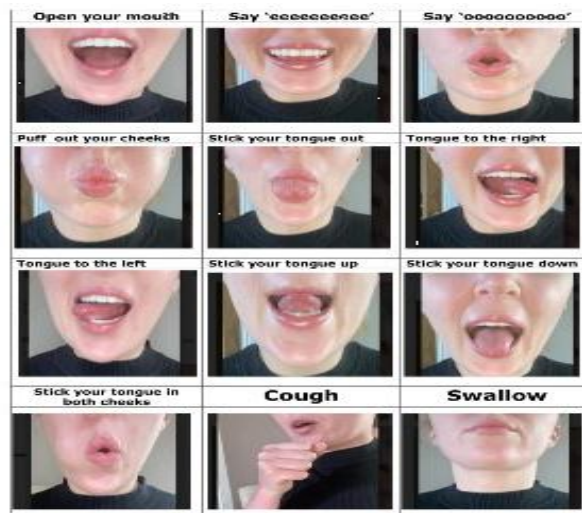 Open your mouth
Say ‘eeeeeeeeeee’
Say ‘oooooooooo’
Puff out your cheeks
Stick your tongue out
Tongue to the right
Tongue to the left
Stick your tongue up
Stick your tongue down
Stick your tongue in
both cheeks
Cough
Swallow